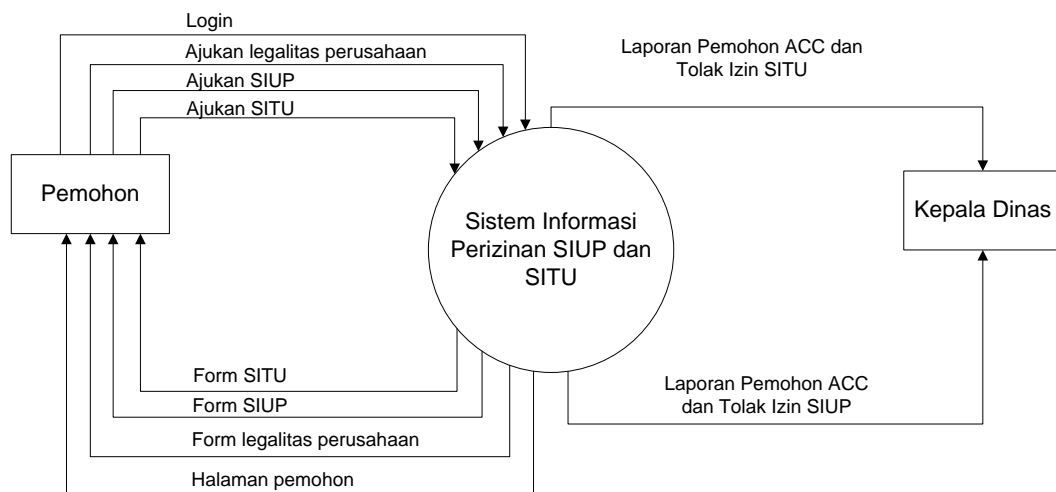 Login
Ajukan legalitas perusahaan
Ajukan SIUP
Ajukan SITU
Laporan Pemohon ACC dan
Tolak Izin SITU
Pemohon
Sistem Informasi
Perizinan SIUP dan
SITU
Kepala Dinas
Form SITU
Form SIUP
Form legalitas perusahaan
Halaman pemohon
Laporan Pemohon ACC
dan Tolak Izin SIUP